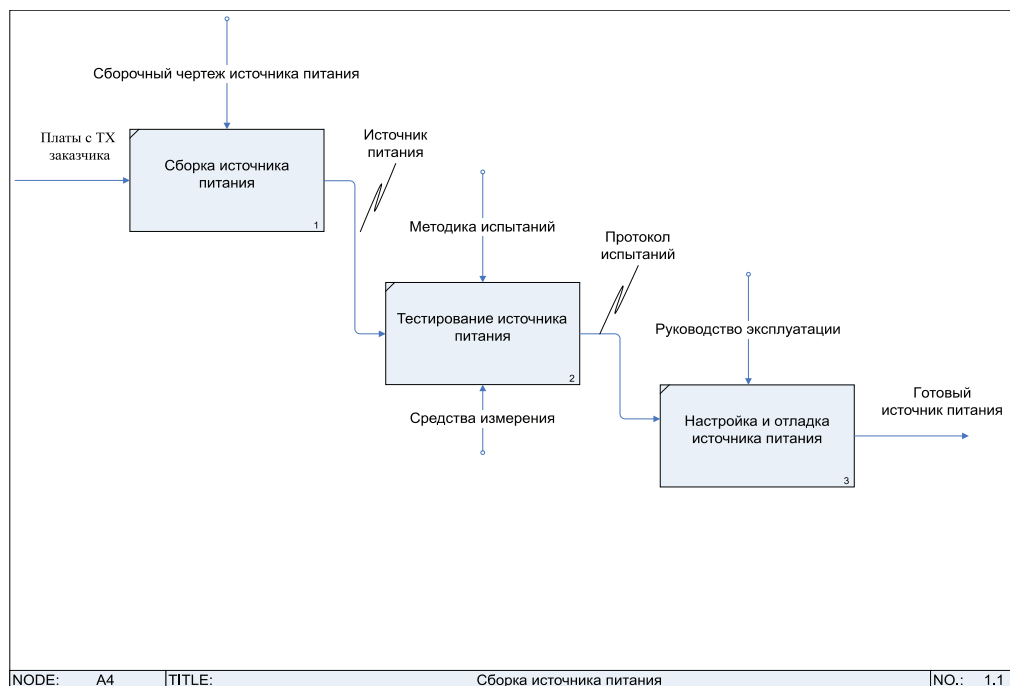 Сборочный чертеж источника питания
Платы с ТХ
заказчика
Сборка источника
питания
1
Источник
питания
Методика испытаний
Тестирование источника
питания
2
Средства измерения
Протокол
испытаний
Руководство эксплуатации
Настройка и отладка
источника питания
3
Готовый
источник питания
NODE: A4 TITLE: Сборка источника питания NO.: 1.1